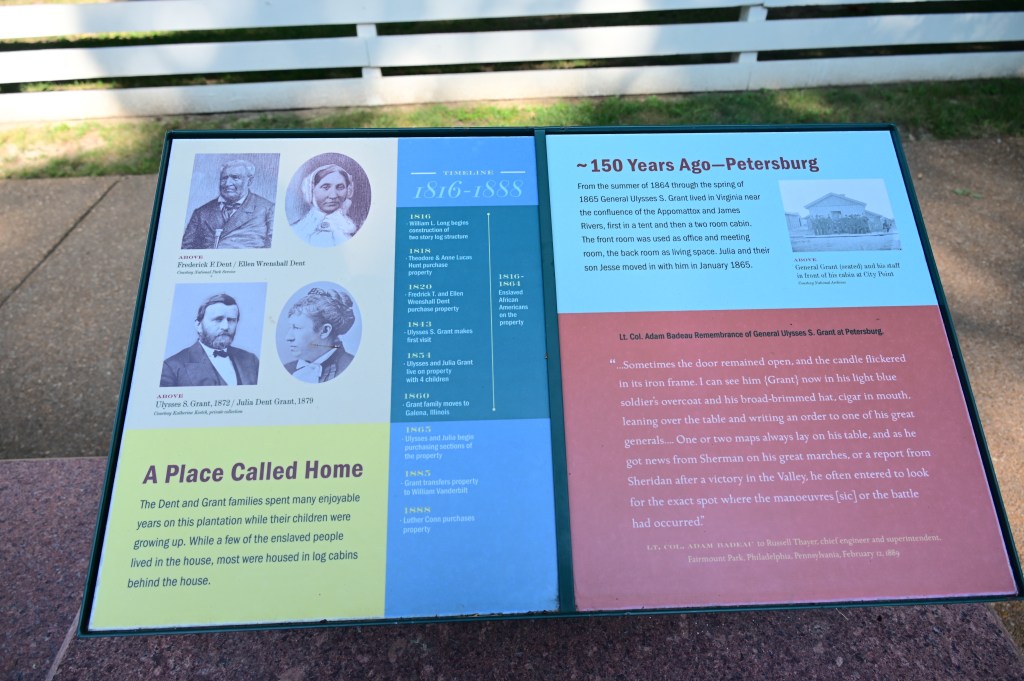 ABOVE
Frederick F. Dent / Ellen Wrenshall Dent
Courtesy National Park Service
ABOVE
Ulysses S. Grant, 1872 / Julia Dent Grant, 1879
Courtesy Katherine Kotch, private collection
A Place Called Home
The Dent and Grant families spent many enjoyable
years on this plantation while their children were
growing up. While a few of the enslaved people
lived in the house, most were housed in log cabins
behind the house.
TIMELINE
1816-1888
1816
- William L. Long begins
construction of
two story log structure
1818
- Theodore & Anne Lucas
Hunt purchase
property
1820
- Fredrick T. and Ellen
Wrenshall Dent
purchase property
1843
- Ulysses S. Grant makes
first visit
1854
- Ulysses and Julia Grant
live on property
with 4 children
1860
- Grant family moves to
Galena, Illinois
1816-
1864
Enslaved
African
Americans
on the
property
1865
- Ulysses and Julia begin
purchasing sections of
the property
1885
- Grant transfers property
to William Vanderbilt
1888
- Luther Conn purchases
property
~150 Years Ago—Petersburg
From the summer of 1864 through the spring of
1865 General Ulysses S. Grant lived in Virginia near
the confluence of the Appomattox and James
Rivers, first in a tent and then a two room cabin.
The front room was used as office and meeting
room, the back room as living space. Julia and their
son Jesse moved in with him in January 1865.
ABOVE
General Grant (seated) and his staff
in front of his cabin at City Point
Courtesy National Archives
Lt. Col. Adam Badeau Remembrance of General Ulysses S. Grant at Petersburg.
“...Sometimes the door remained open, and the candle flickered
in its iron frame. I can see him {Grant} now in his light blue
soldier's overcoat and his broad-brimmed hat, cigar in mouth,
leaning over the table and writing an order to one of his great
generals.... One or two maps always lay on his table, and as he
got news from Sherman on his great marches, or a report from
Sheridan after a victory in the Valley, he often entered to look
for the exact spot where the manoeuvres [sic] or the battle
had occurred.”
LT. COL. ADAM BADEAU to Russell Thayer, chief engineer and superintendent,
Fairmount Park, Philadelphia, Pennsylvania, February 11, 1889